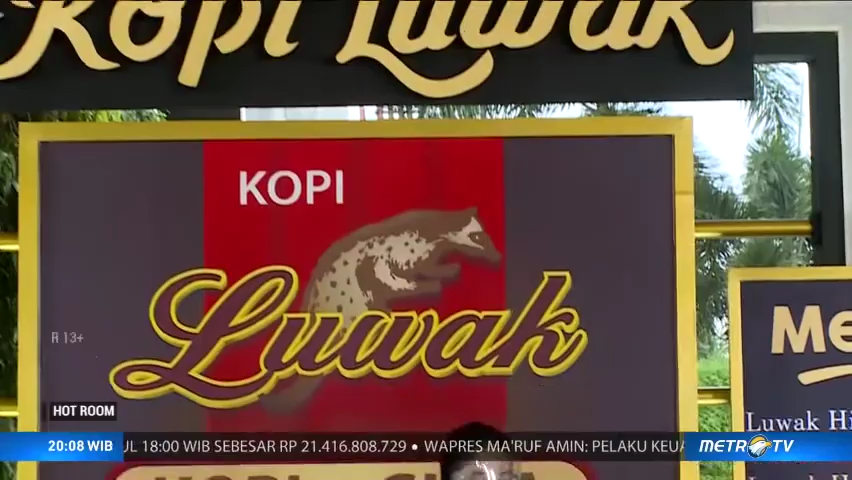 Kopi Luwak
KOPI
Luwak
Me
R 13+
HOT ROOM
Luwak Hi
20:08 WIB
UL 18:00 WIB SEBESAR RP 21.416.808.729 • WAPRES MA'RUF AMIN: PELAKU KEUA
METRO TV